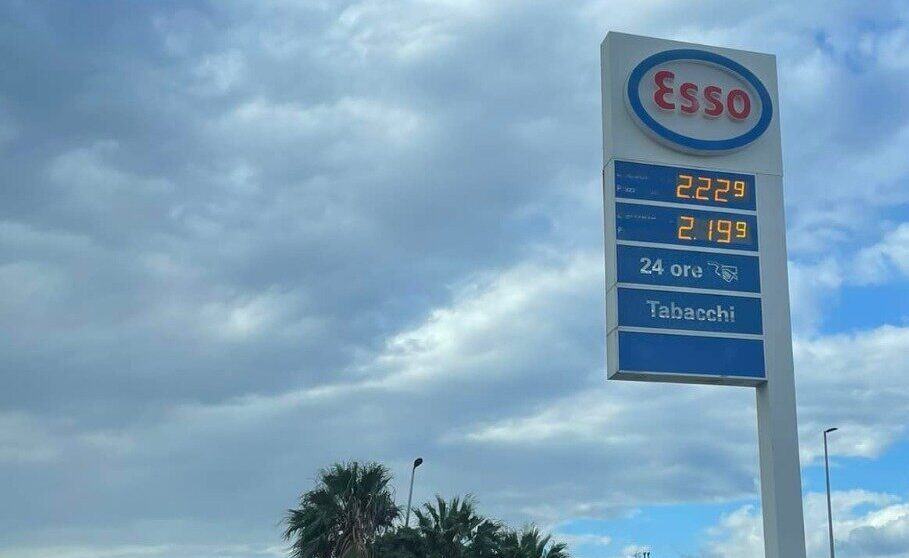 Esso
2.229
2.199
24 ore
Tabacchi